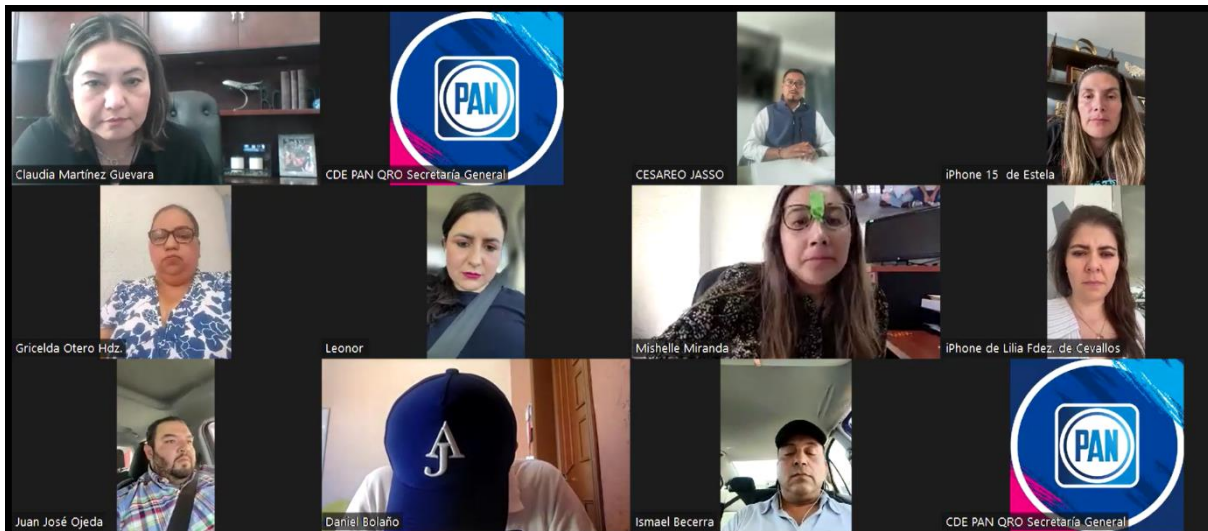 PAN
Claudia Martínez Guevara
CDE PAN QRO Secretaría General
CESAREO JASSO
iPhone 15 de Estela
Gricelda Otero Hdz.
Leonor
Mishelle Miranda
iPhone de Lilia Fdez. de Cevallos
AJ
PAN
Juan José Ojeda
Daniel Bolaño
Ismael Becerra
CDE PAN QRO Secretaría General